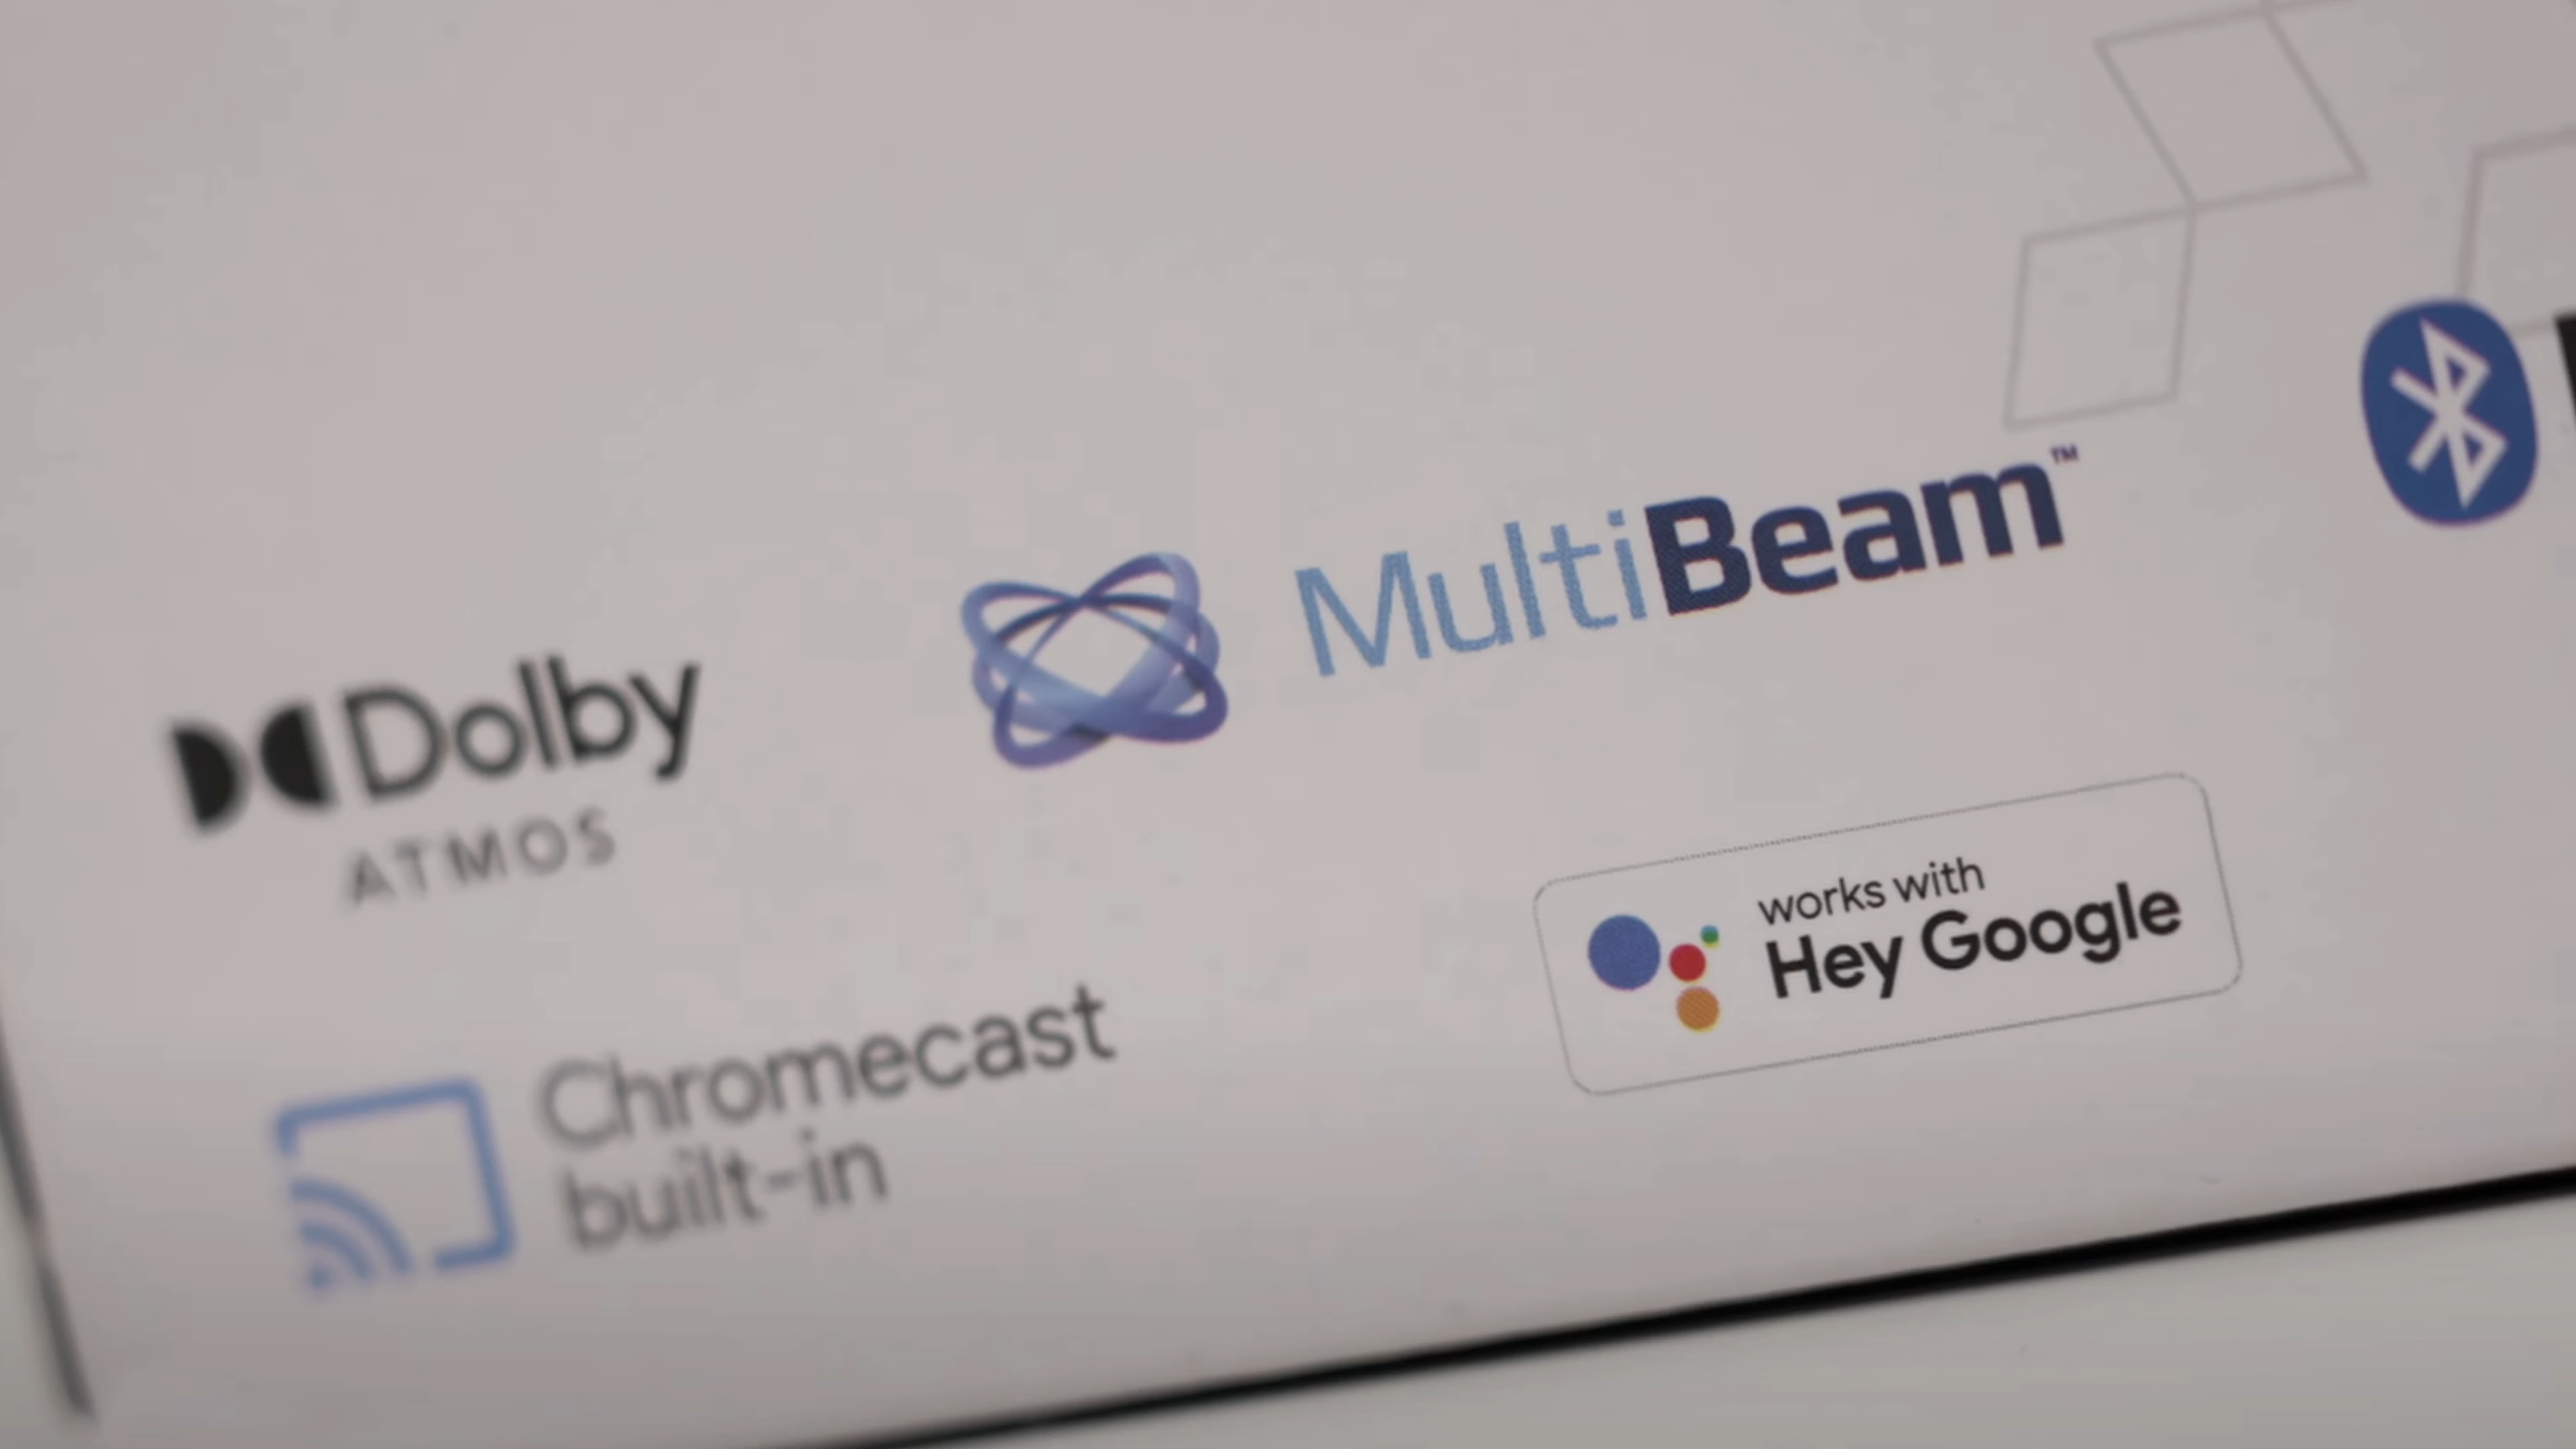 Dolby
ATMOS
MultiBeam™
Chromecast
built-in
works with
Hey Google